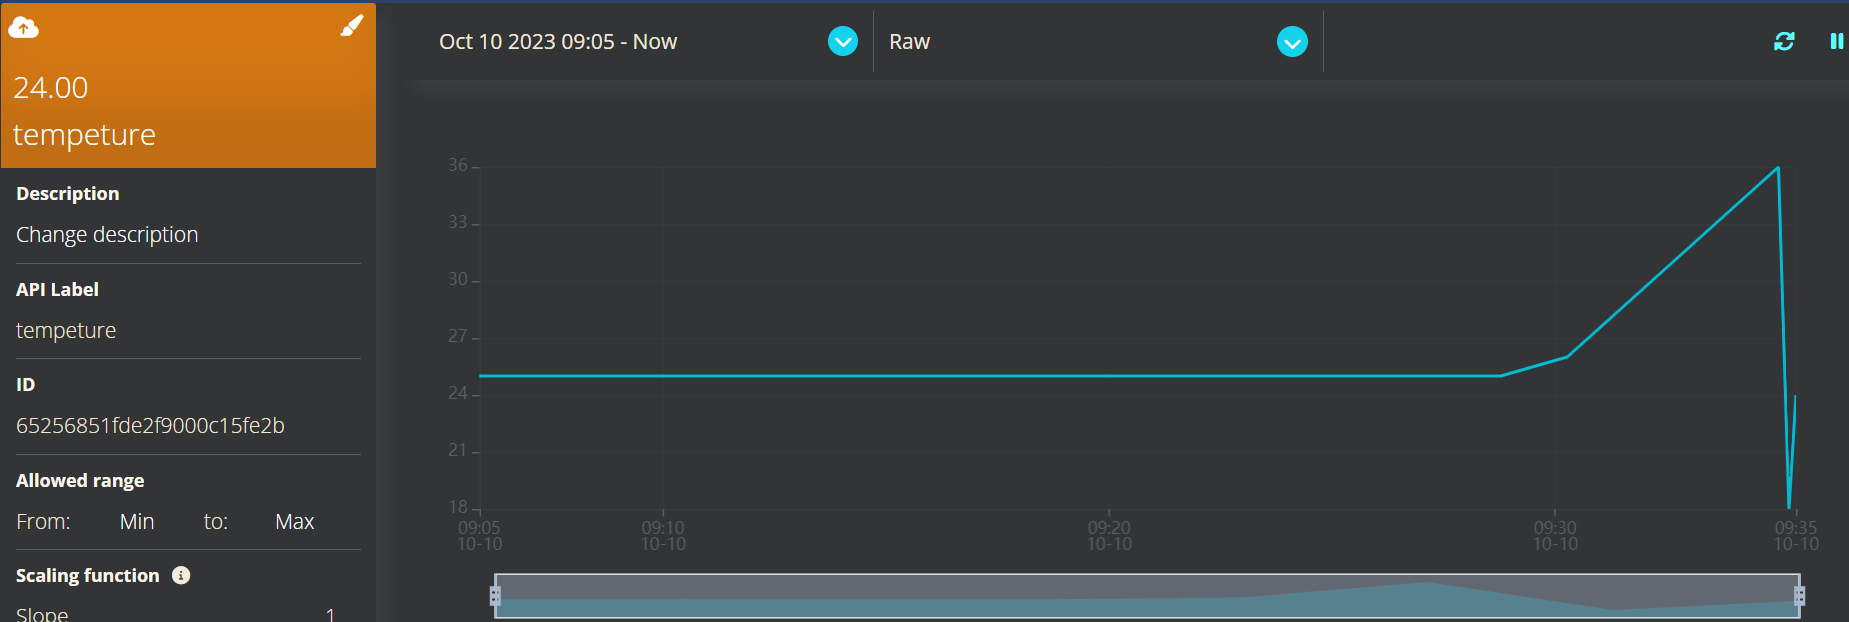 24.00
tempeture
Description
Change description
API Label
tempeture
ID
65256851fde2f9000c15fe2b
Allowed range
From: Min to: Max
Scaling function
Slope 1
Oct 10 2023 09:05 - Now
Raw
36
33
30
27
24
21
18
09:05 09:10 09:20 09:30 09:35
10-10 10-10 10-10 10-10 10-10